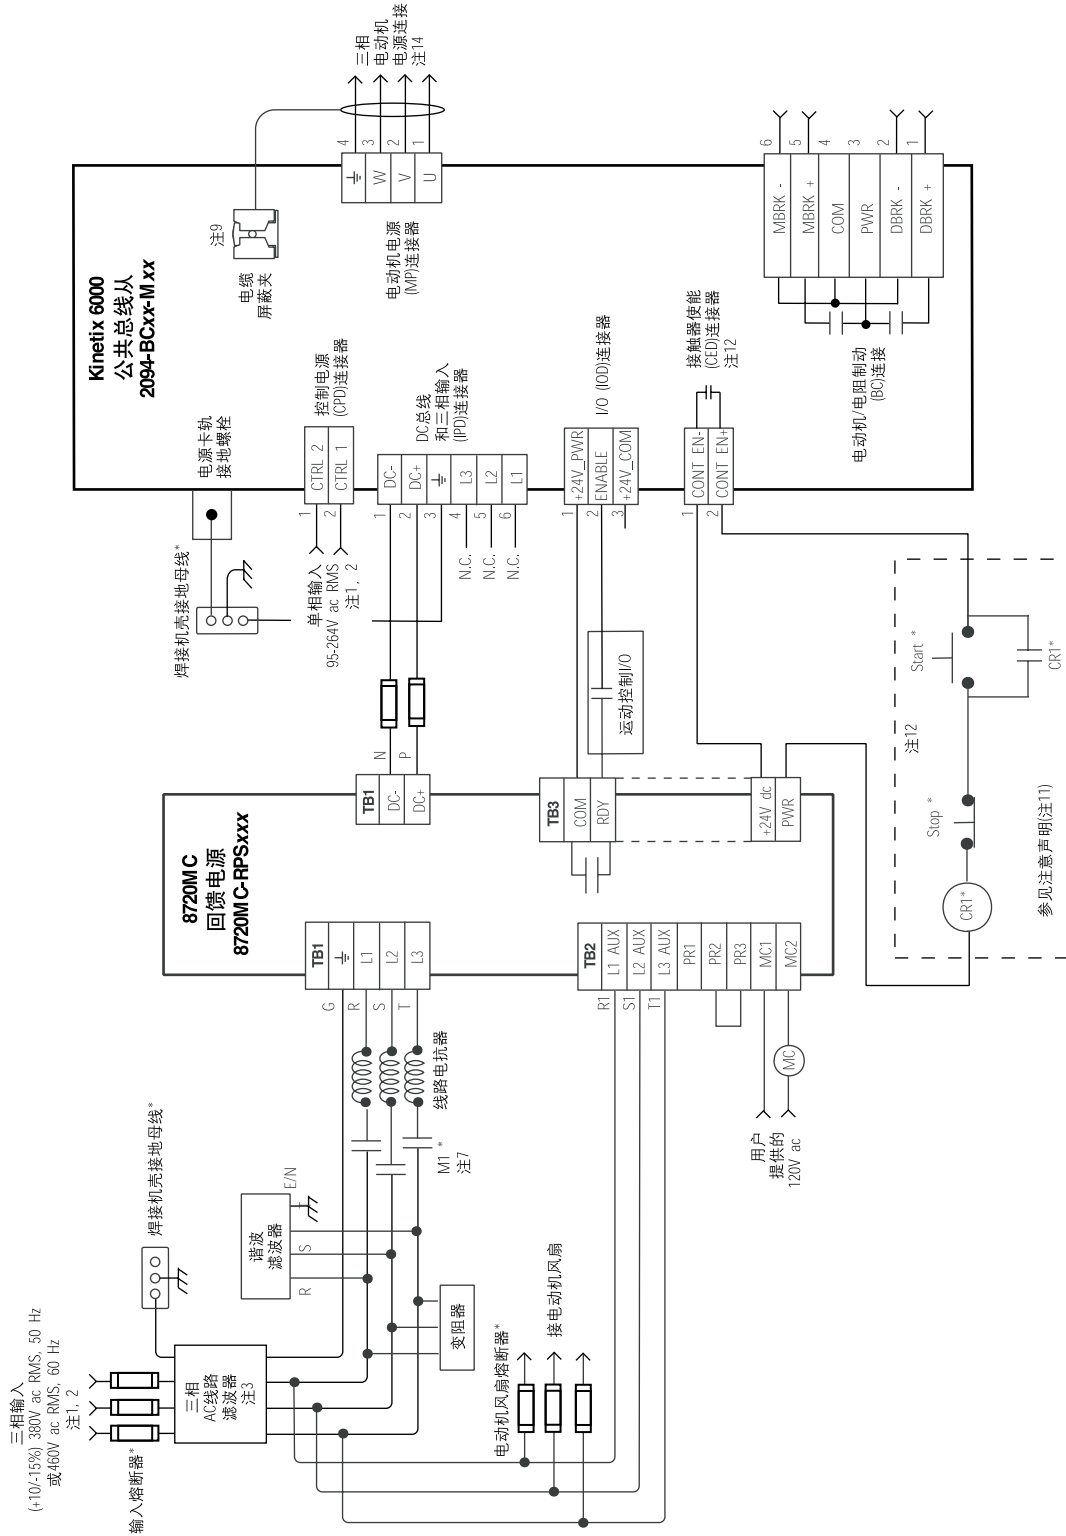 三相输入
(+10/-15%) 380V ac RMS, 50 Hz
或460V ac RMS, 60 Hz
注1, 2
输入熔断器*
三相
AC线路
滤波器
注3
焊接机壳接地母线*
谐波
滤波器
R
S
T
E/N
变阻器
M1 *
注7
线路电抗器
电动机风扇熔断器*
接电动机风扇
用户
提供的
120V ac
MC
8720MC
回馈电源
8720MC-RPSxxx
G
R
S
T
TB1
L1
L2
L3
R1
S1
T1
TB2
L1 AUX
L2 AUX
L3 AUX
PR1
PR2
PR3
MC1
MC2
TB1
DC-
DC+
N
P
TB3
COM
RDY
+24V dc
PWR
运动控制I/O
CR1*
Stop *
注12
Start *
CR1*
参见注意声明(注11)
焊接机壳接地母线*
电源卡轨
接地螺栓
单相输入
95-264V ac RMS
注1, 2
Kinetix 6000
公共总线从
2094-BCxx-Mxx
1
2
CTRL 2
CTRL 1
控制电源
(CPD)连接器
1
2
3
4
5
6
N.C.
N.C.
N.C.
DC-
DC+
L3
L2
L1
DC总线
和三相输入
(IPD)连接器
1
2
3
+24V_PWR
ENABLE
+24V_COM
I/O (IOD)连接器
1
2
CONT EN-
CONT EN+
接触器使能
(CED)连接器
注12
注9
电缆
屏蔽夹
电动机电源
(MP)连接器
W
V
U
4
3
2
1
三相
电动机
电源连接
注14
电动机/电阻制动
(BC)连接
MBRK -
MBRK +
COM
PWR
DBRK -
DBRK +
6
5
4
3
2
1